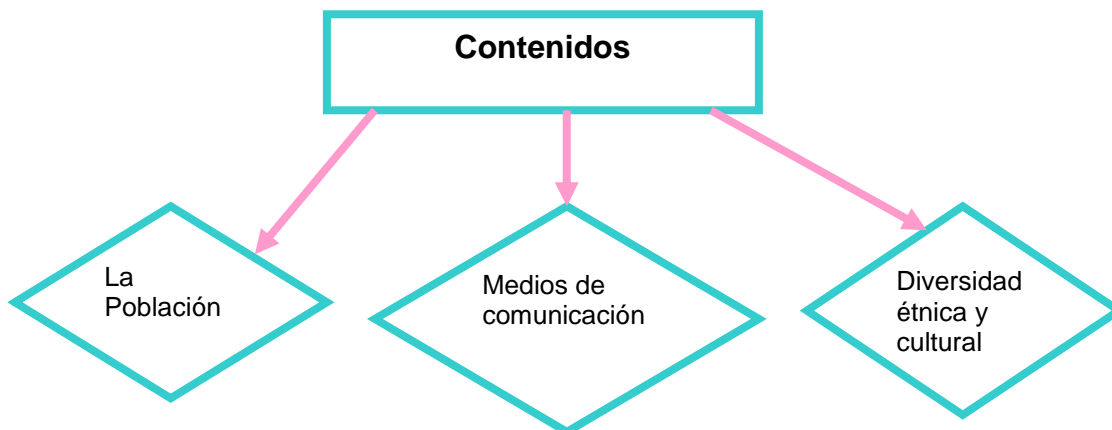 Contenidos
La
Población
Medios de
comunicación
Diversidad
étnica y
cultural